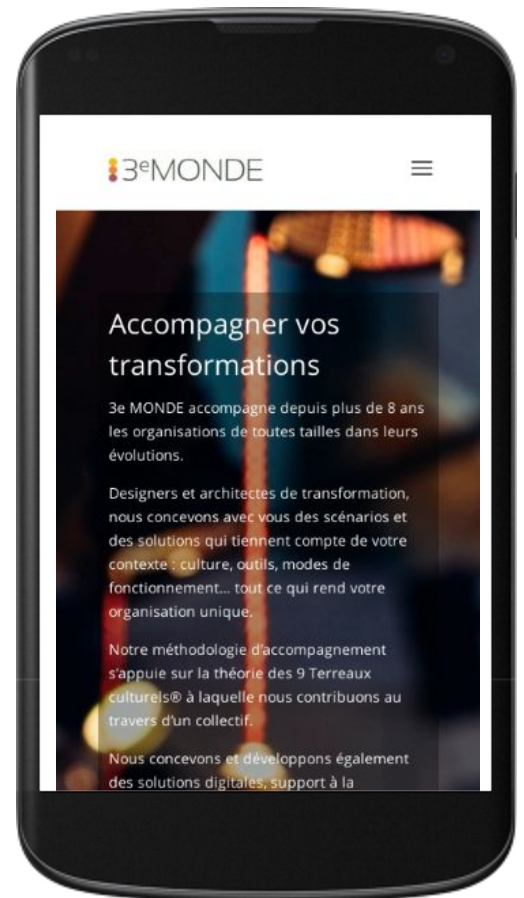 3eMONDE
Accompagner vos
transformations
3e MONDE accompagne depuis plus de 8 ans
les organisations de toutes tailles dans leurs
évolutions.
Designers et architectes de transformation,
nous concevons avec vous des scénarios et
des solutions qui tiennent compte de votre
contexte : culture, outils, modes de
fonctionnement... tout ce qui rend votre
organisation unique.
Notre méthodologie d'accompagnement
s'appuie sur la théorie des 9 Terreaux
culturels® à laquelle nous contribuons au
travers d'un collectif.
Nous concevons et développons également
des solutions digitales, support à la